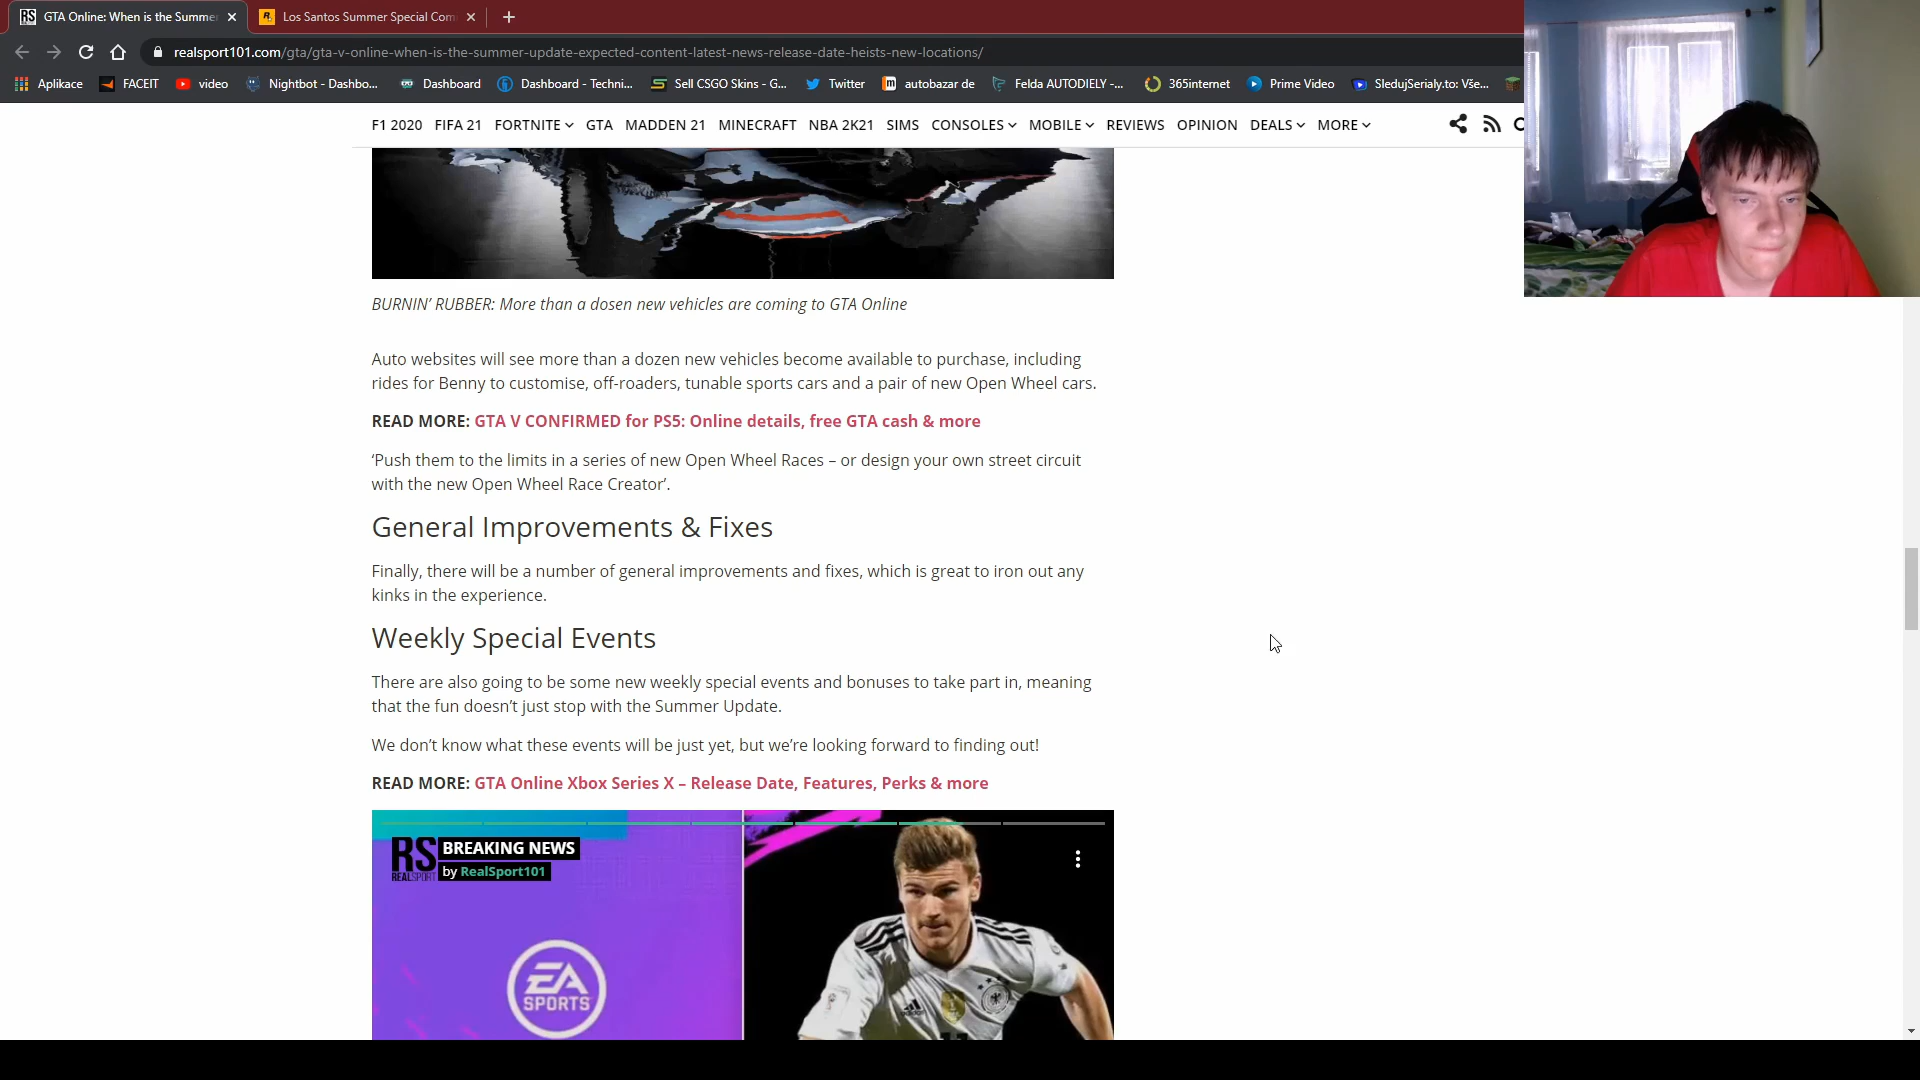 GTA Online: When is the Summer
Los Santos Summer Special Com
realsport101.com/gta/gta-v-online-when-is-the-summer-update-expected-content-latest-news-release-date-heists-new-locations/
Aplikace FACEIT video Nightbot - Dashbo... Dashboard Dashboard - Techni... Sell CSGO Skins - G... Twitter autobazar de Felda AUTODIELY -... 365internet Prime Video SledujSerialy.to: Vše...
F1 2020 FIFA 21 FORTNITE GTA MADDEN 21 MINECRAFT NBA 2K21 SIMS CONSOLES MOBILE REVIEWS OPINION DEALS MORE
BURNIN’ RUBBER: More than a dosen new vehicles are coming to GTA Online
Auto websites will see more than a dozen new vehicles become available to purchase, including
rides for Benny to customise, off-roaders, tunable sports cars and a pair of new Open Wheel cars.
READ MORE: GTA V CONFIRMED for PS5: Online details, free GTA cash & more
‘Push them to the limits in a series of new Open Wheel Races – or design your own street circuit
with the new Open Wheel Race Creator’.
General Improvements & Fixes
Finally, there will be a number of general improvements and fixes, which is great to iron out any
kinks in the experience.
Weekly Special Events
There are also going to be some new weekly special events and bonuses to take part in, meaning
that the fun doesn’t just stop with the Summer Update.
We don’t know what these events will be just yet, but we’re looking forward to finding out!
READ MORE: GTA Online Xbox Series X – Release Date, Features, Perks & more
RS BREAKING NEWS
REALSPORT by RealSport101
EA
SPORTS
adidas